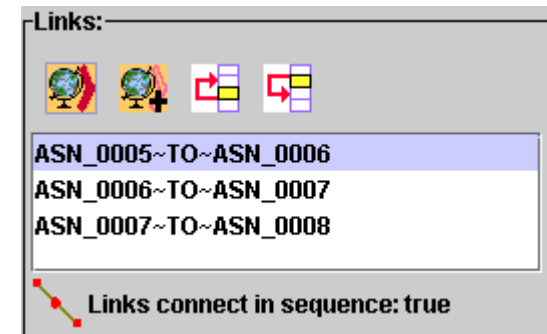 Links:
ASN_0005~TO~ASN_0006
ASN_0006~TO~ASN_0007
ASN_0007~TO~ASN_0008
Links connect in sequence: true